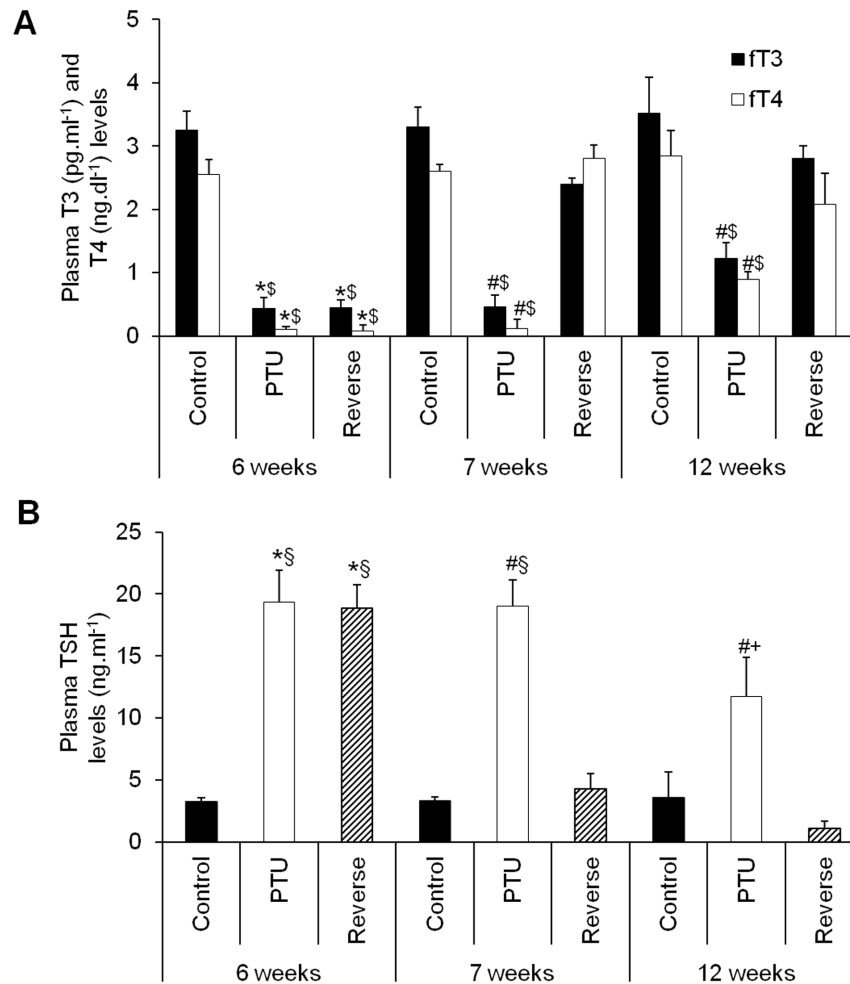 A
Plasma T3 (pg.ml-1) and
T4 (ng.dl-1) levels
5
4
3
2
1
0
fT3
fT4
*$
*$
*$
*$
#$
#$
#$
#$
Control
PTU
Reverse
Control
PTU
Reverse
Control
PTU
Reverse
6 weeks
7 weeks
12 weeks
B
Plasma TSH
levels (ng.ml-1)
25
20
15
10
5
0
*§
*§
#§
#+
Control
PTU
Reverse
Control
PTU
Reverse
Control
PTU
Reverse
6 weeks
7 weeks
12 weeks